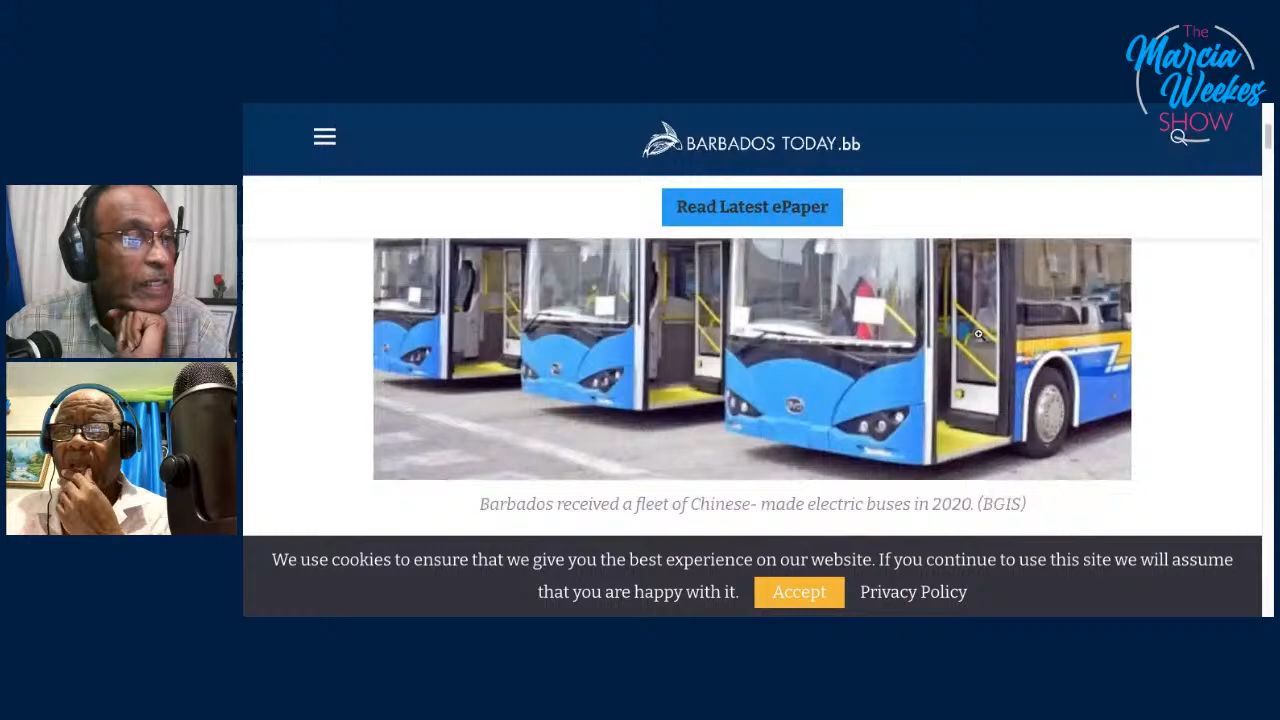 The
Marcia
Weekes
SHOW
BARBADOS TODAY.bb
Read Latest ePaper
Barbados received a fleet of Chinese- made electric buses in 2020. (BGIS)
We use cookies to ensure that we give you the best experience on our website. If you continue to use this site we will assume
that you are happy with it. Accept Privacy Policy